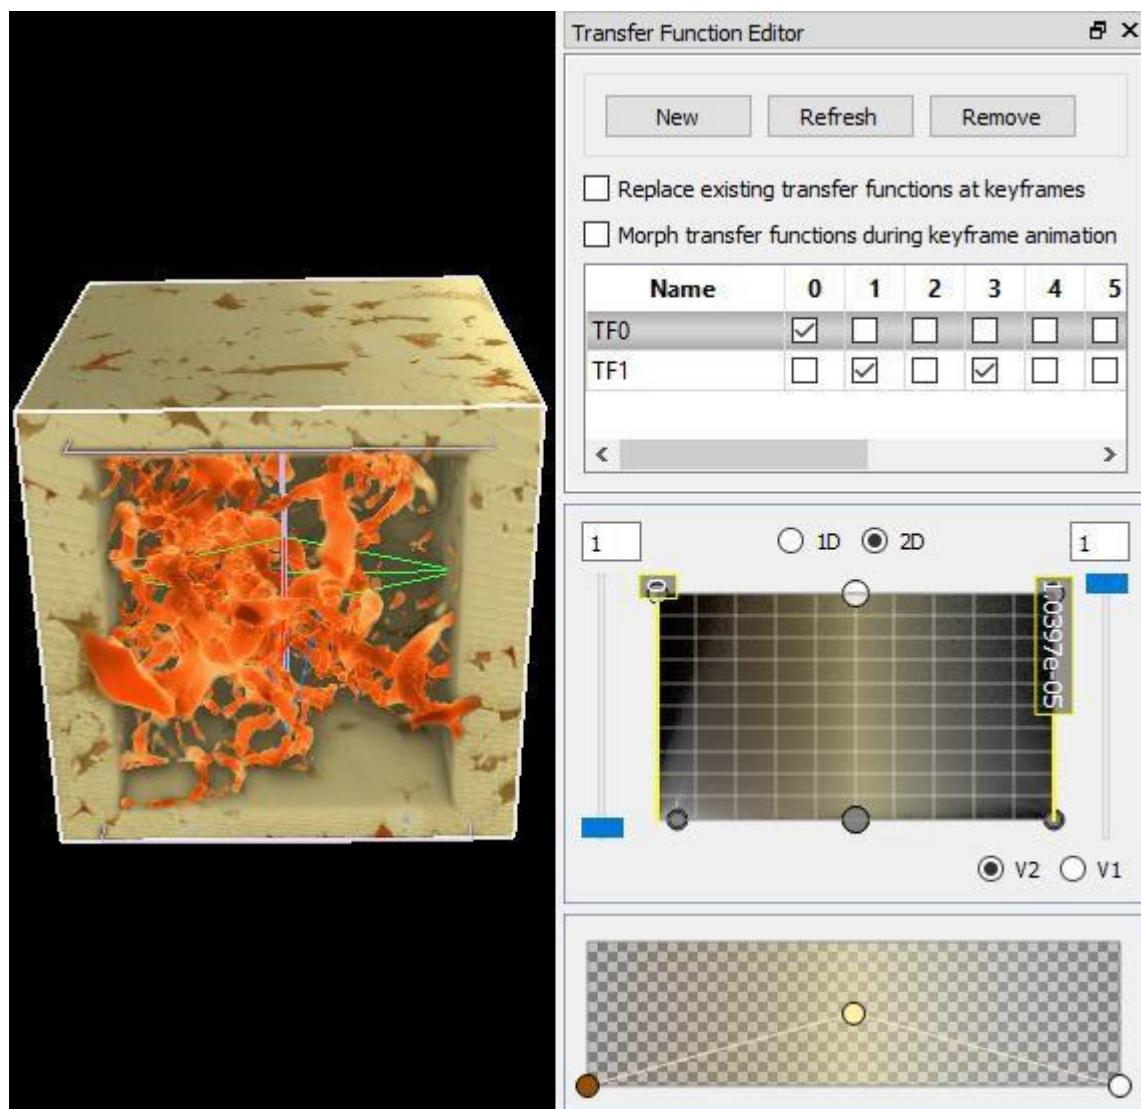 Transfer Function Editor
New Refresh Remove
Replace existing transfer functions at keyframes
Morph transfer functions during keyframe animation
Name 0 1 2 3 4 5
TF0
TF1
1 1D 2D 1
0
1.0397e-05
V2 V1